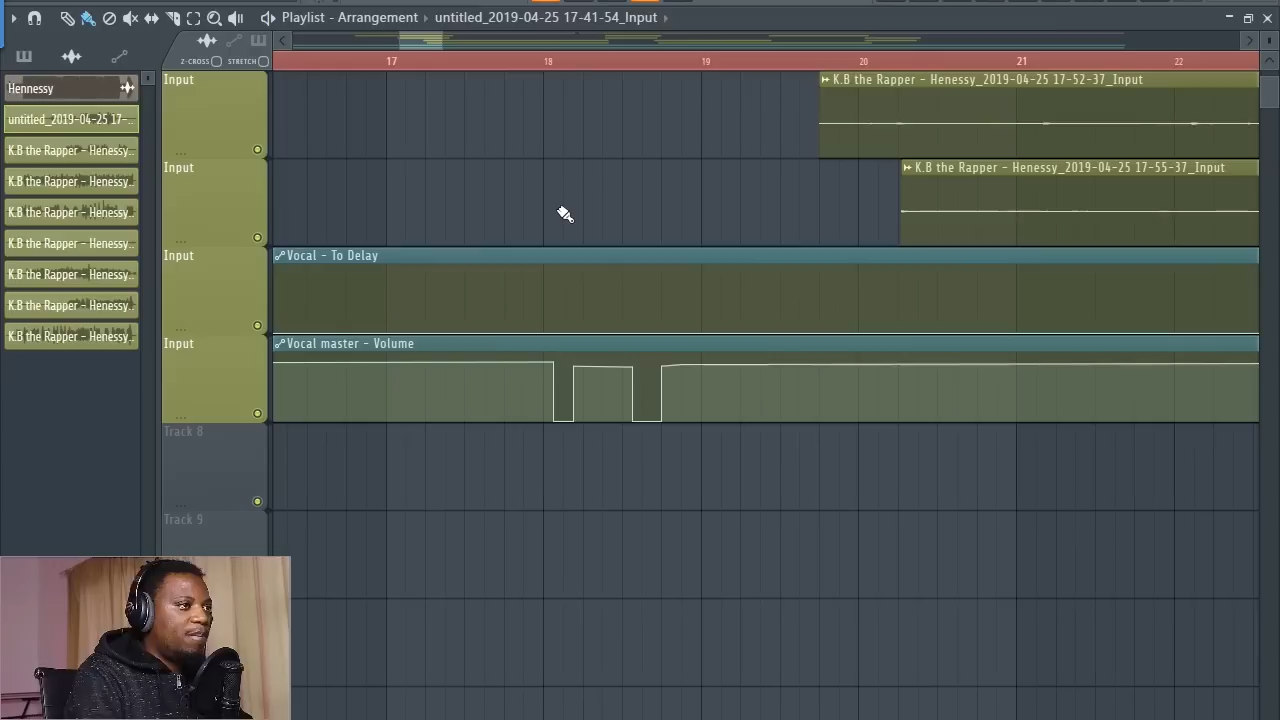 Playlist - Arrangement › untitled_2019-04-25 17-41-54_Input ›
Z-CROSS STRETCH
17 18 19 20 21 22
Hennessy
untitled_2019-04-25 17-..
K.B the Rapper - Henessy..
K.B the Rapper - Henessy..
K.B the Rapper - Henessy..
K.B the Rapper - Henessy..
K.B the Rapper - Henessy..
K.B the Rapper - Henessy..
K.B the Rapper - Henessy..
Input
K.B the Rapper - Henessy_2019-04-25 17-52-37_Input
Input
K.B the Rapper - Henessy_2019-04-25 17-55-37_Input
Input
Vocal - To Delay
Input
Vocal master - Volume
Track 8
Track 9